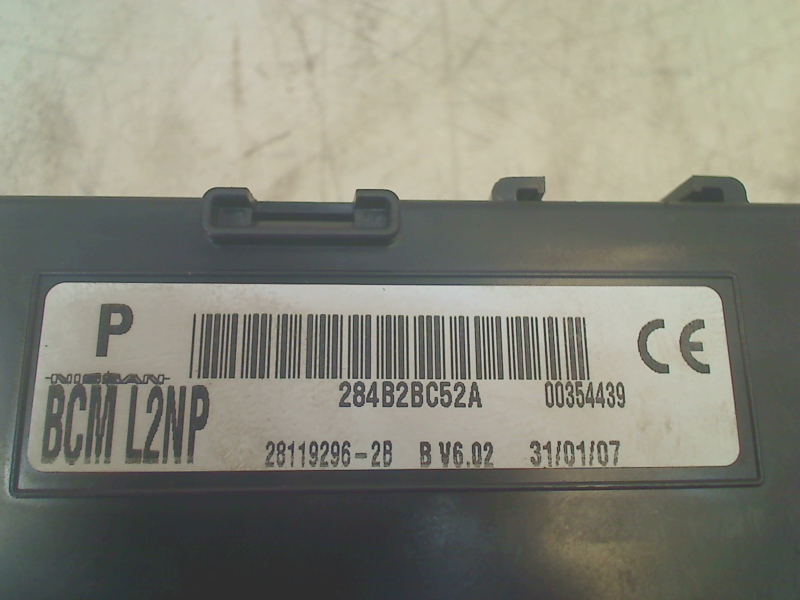 P
NISSAN
284B2BC52A 00354439
BCM L2NP
28119296-2B B V6.02 31/01/07
CE